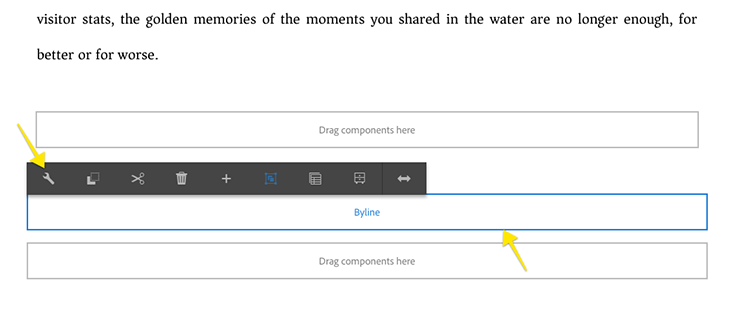 visitor stats, the golden memories of the moments you shared in the water are no longer enough, for
better or for worse.
Drag components here
Byline
Drag components here